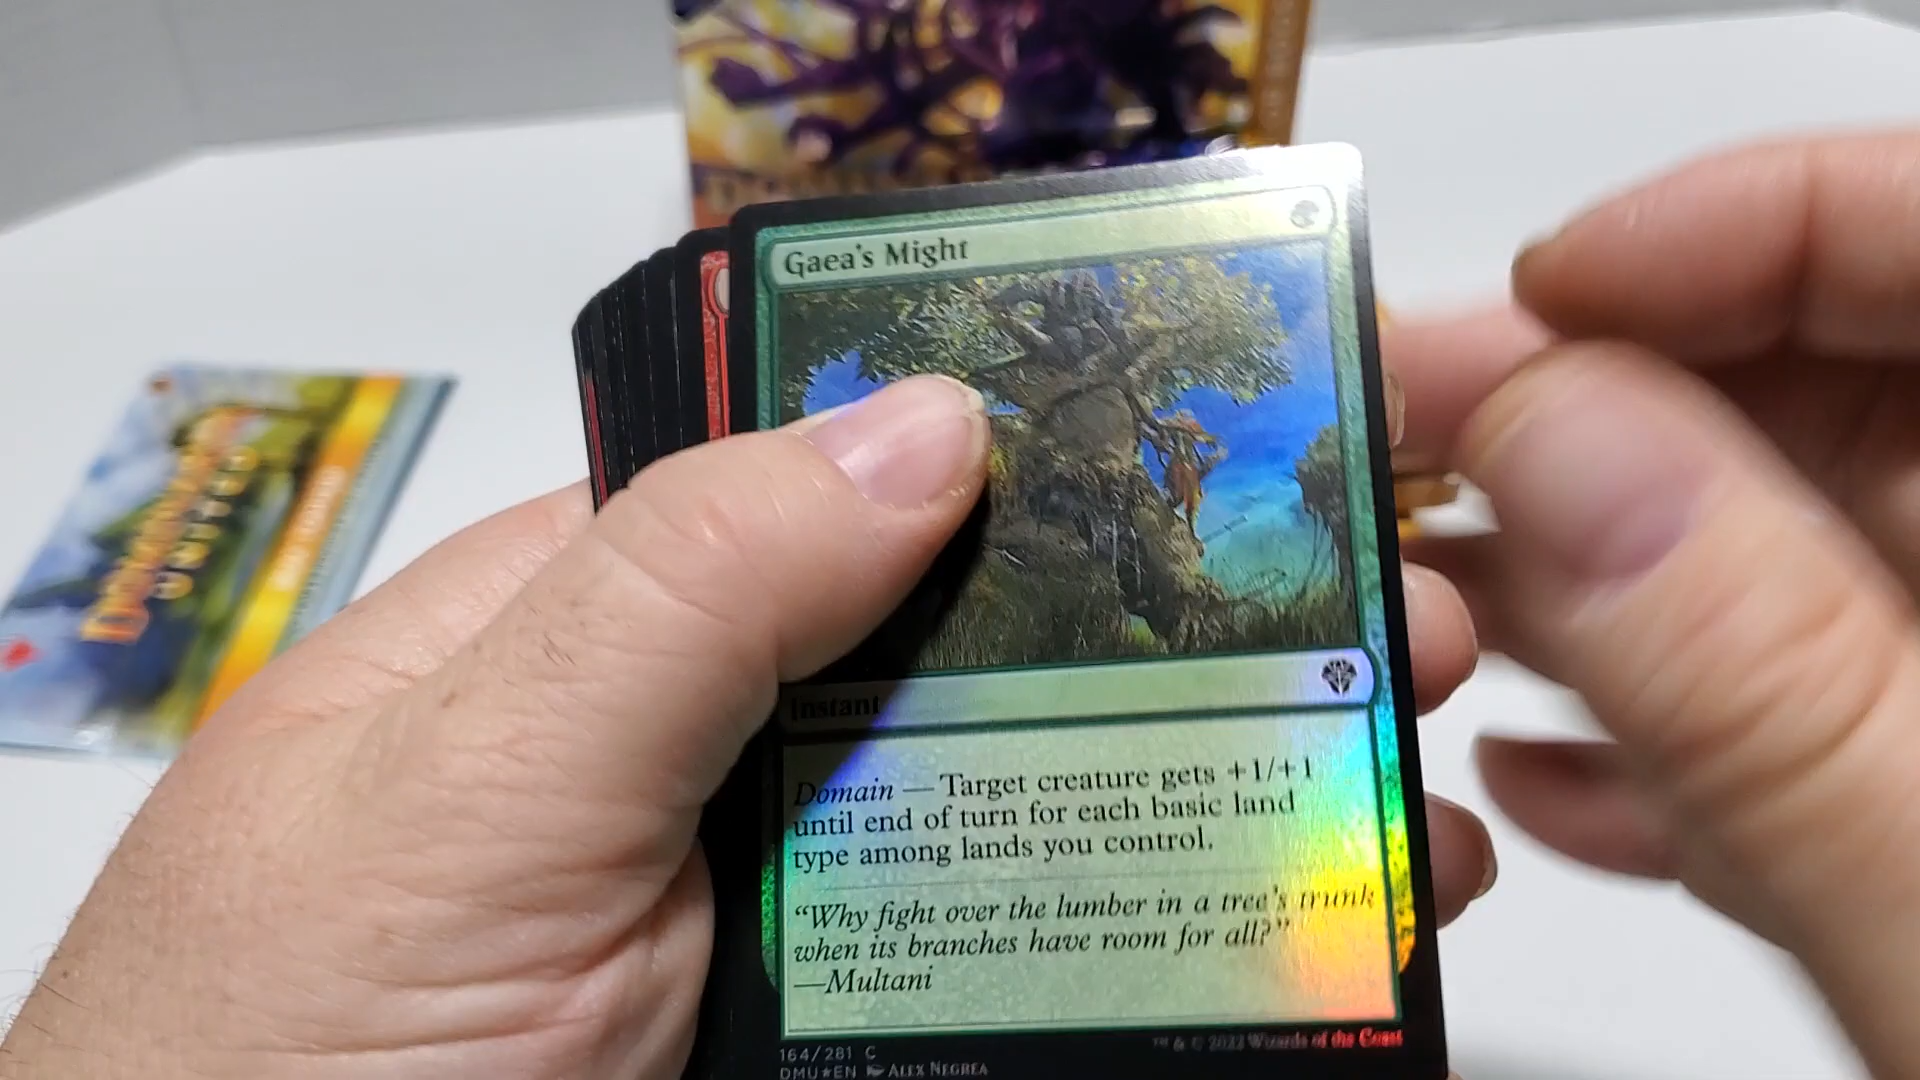 Gaea's Might
Instant
Domain — Target creature gets +1/+1
until end of turn for each basic land
type among lands you control.
“Why fight over the lumber in a tree's trunk
when its branches have room for all?”
—Multani
164/281 C
DMU★EN ALEX NEGREA
™ & © 2022 Wizards of the Coast